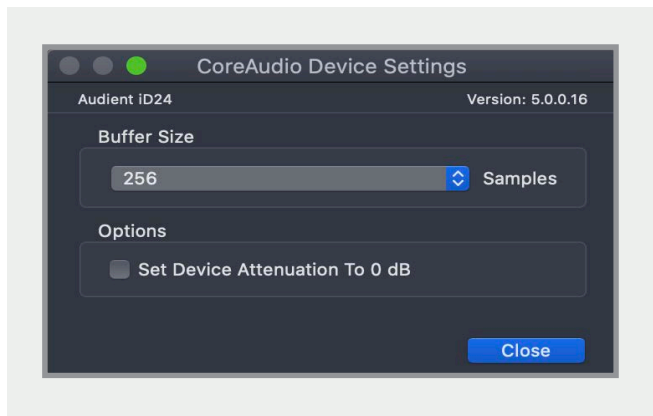 CoreAudio Device Settings
Audient iD24 Version: 5.0.0.16
Buffer Size
256 Samples
Options
Set Device Attenuation To 0 dB
Close